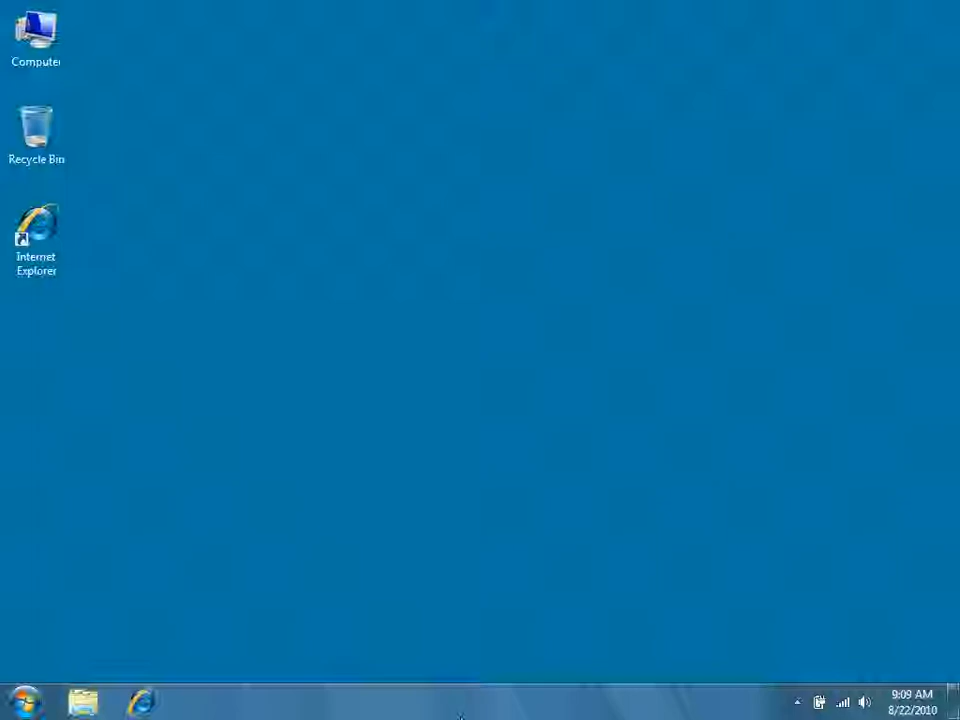 Computer
Recycle Bin
Internet
Explorer
9:09 AM
8/22/2010